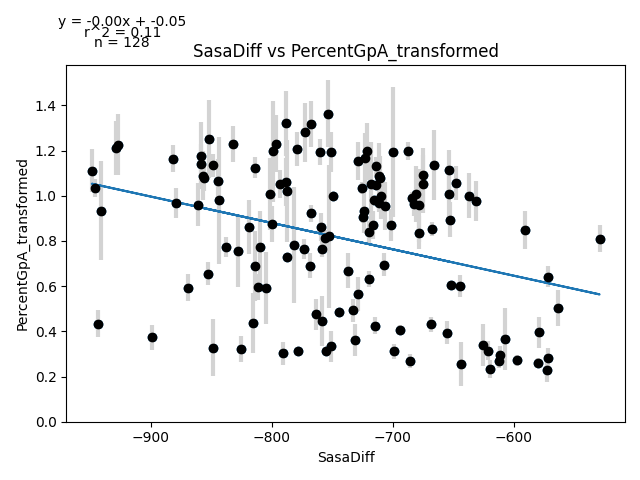 y = -0.00x + -0.05
r^2 = 0.11
n = 128
SasaDiff vs PercentGpA_transformed
PercentGpA_transformed
1.4
1.2
1.0
0.8
0.6
0.4
0.2
0.0
−900
−800
−700
−600
SasaDiff